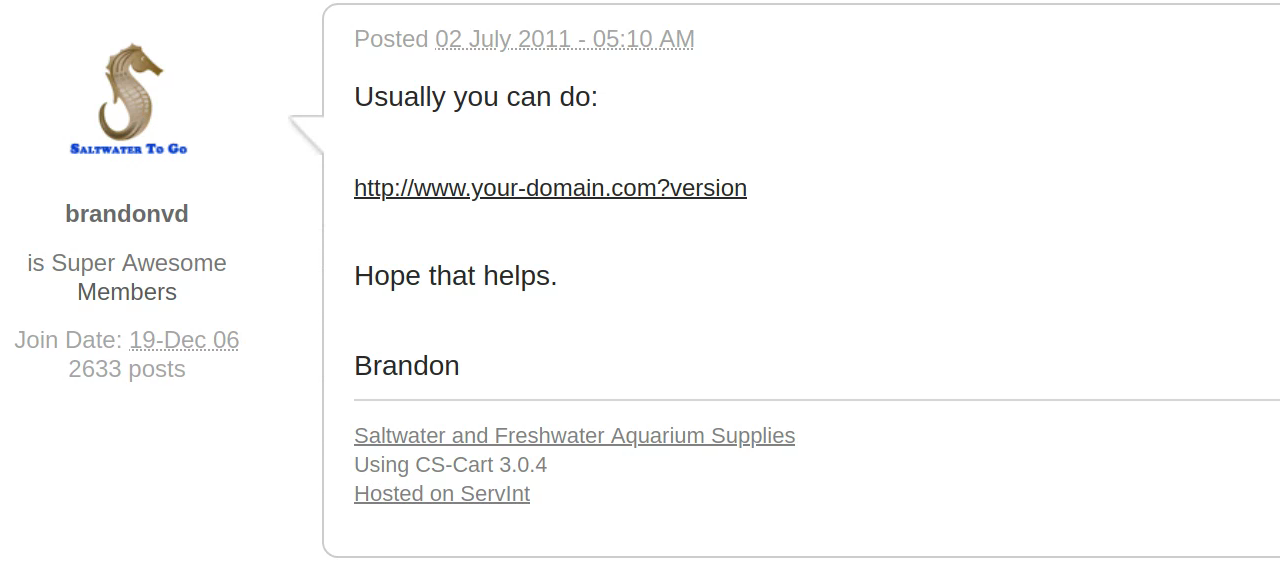 SALTWATER TO GO
brandonvd
is Super Awesome
Members
Join Date: 19-Dec 06
2633 posts
Posted 02 July 2011 - 05:10 AM
Usually you can do:
http://www.your-domain.com?version
Hope that helps.
Brandon
Saltwater and Freshwater Aquarium Supplies
Using CS-Cart 3.0.4
Hosted on ServInt